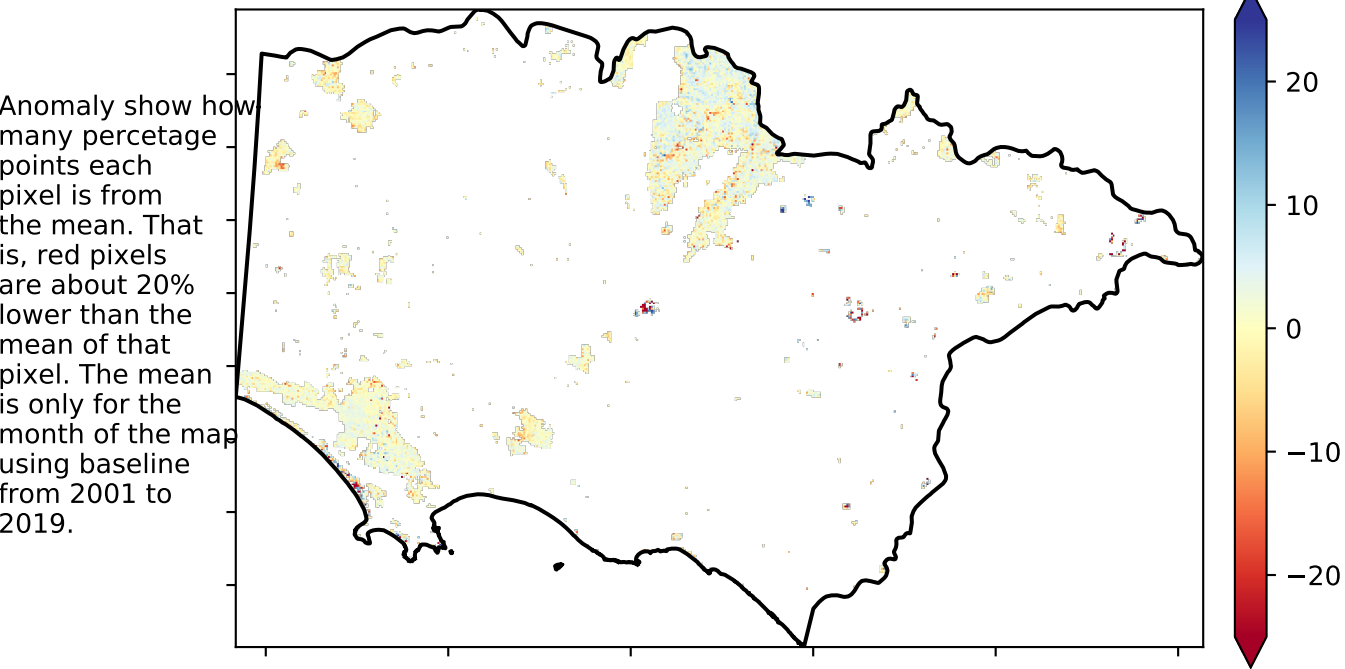 Anomaly show how
many percetage
points each
pixel is from
the mean. That
is, red pixels
are about 20%
lower than the
mean of that
pixel. The mean
is only for the
month of the map
using baseline
from 2001 to
2019.
20
10
0
−10
−20